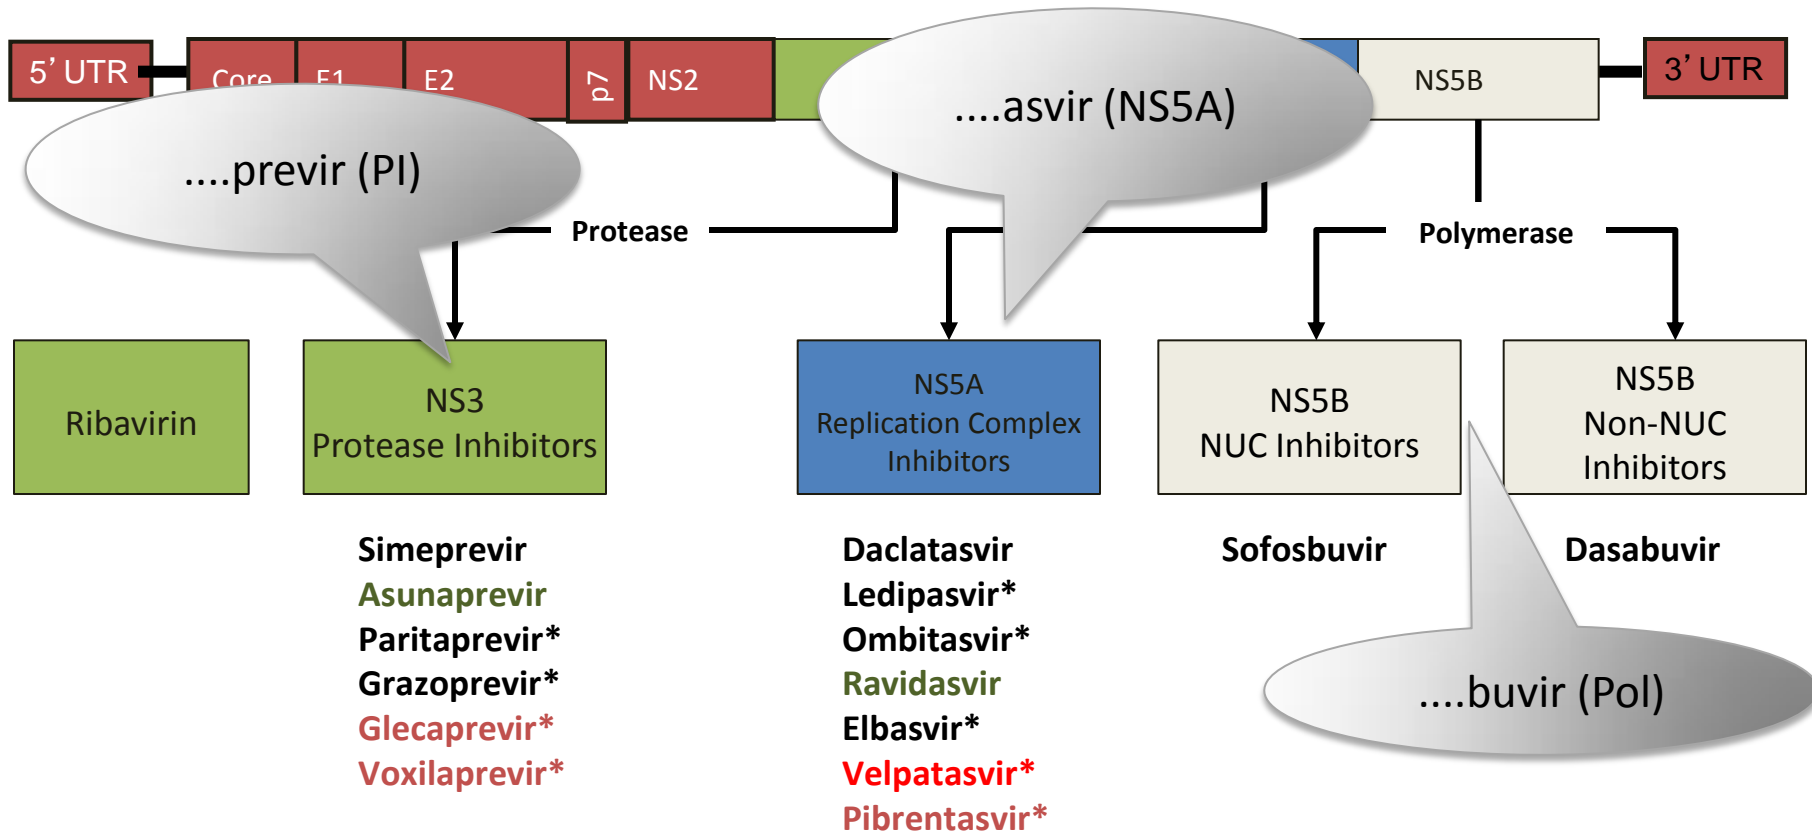 5’ UTR
Core
E1
E2
p7
NS2
NS5B
3’ UTR
....asvir (NS5A)
....previr (PI)
Protease
Polymerase
Ribavirin
NS3
Protease Inhibitors
NS5A
Replication Complex
Inhibitors
NS5B
NUC Inhibitors
NS5B
Non-NUC
Inhibitors
Simeprevir
Asunaprevir
Paritaprevir*
Grazoprevir*
Glecaprevir*
Voxilaprevir*
Daclatasvir
Ledipasvir*
Ombitasvir*
Ravidasvir
Elbasvir*
Velpatasvir*
Pibrentasvir*
Sofosbuvir
Dasabuvir
....buvir (Pol)